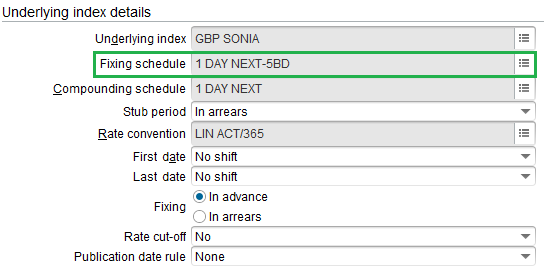 Underlying index details
Underlying index GBP SONIA
Fixing schedule 1 DAY NEXT-5BD
Compounding schedule 1 DAY NEXT
Stub period In arrears
Rate convention LIN ACT/365
First date No shift
Last date No shift
Fixing In advance
In arrears
Rate cut-off No
Publication date rule None